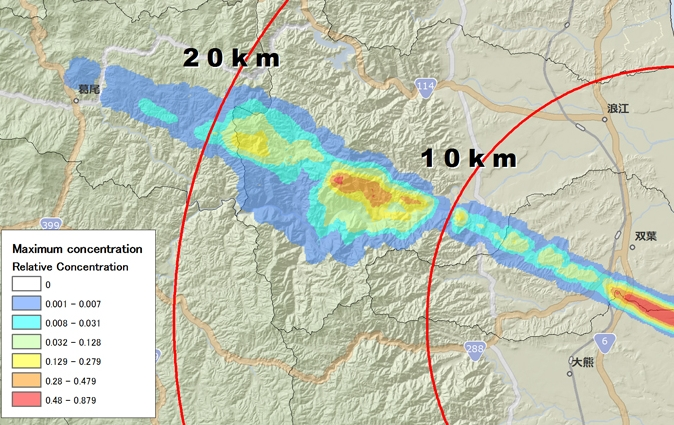 20km
114
葛尾
浪江
10km
399
双葉
Maximum concentration
Relative Concentration
0
0.001 - 0.007
0.008 - 0.031
0.032 - 0.128
0.129 - 0.279
0.28 - 0.479
0.48 - 0.879
6
288
大熊